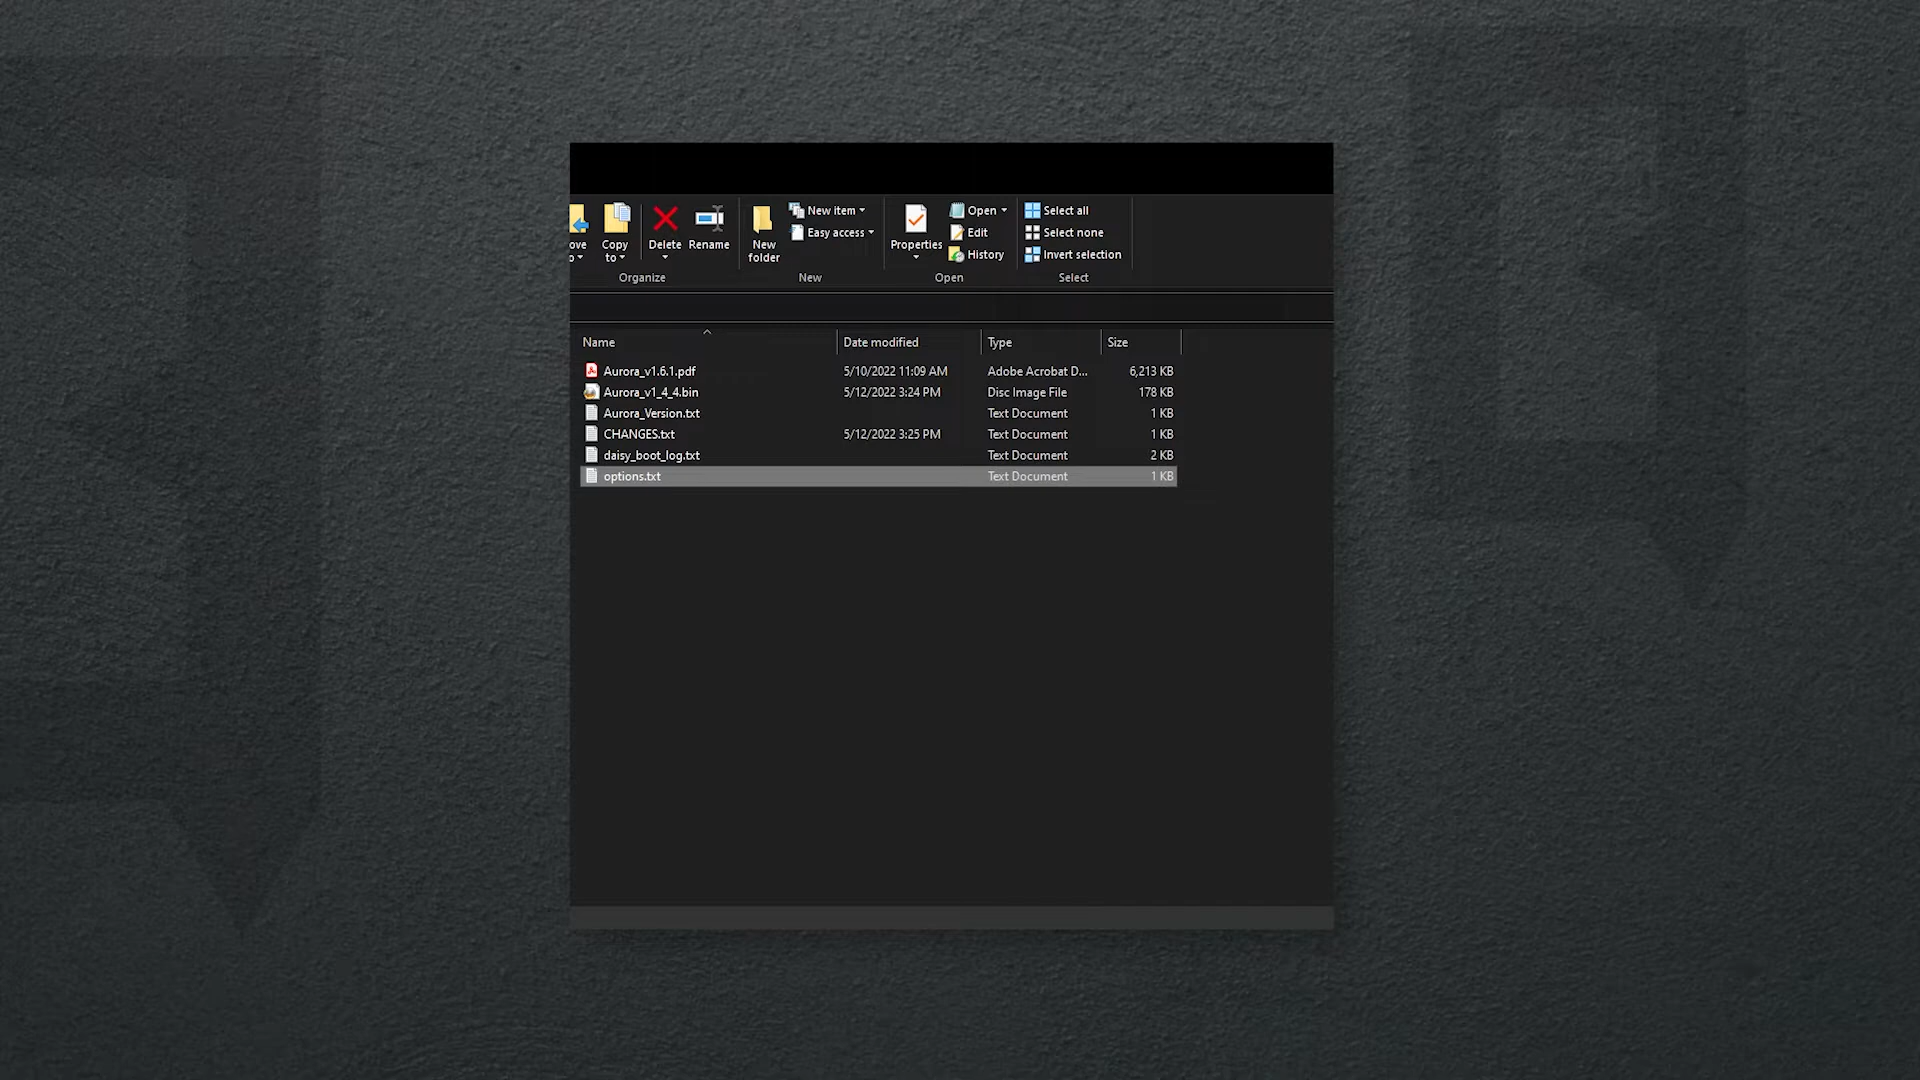 ove o
Copy to
Delete
Rename
Organize
New folder
New item
Easy access
New
Properties
Open
Edit
History
Open
Select all
Select none
Invert selection
Select
Name Date modified Type Size
Aurora_v1.6.1.pdf 5/10/2022 11:09 AM Adobe Acrobat D... 6,213 KB
Aurora_v1_4_4.bin 5/12/2022 3:24 PM Disc Image File 178 KB
Aurora_Version.txt Text Document 1 KB
CHANGES.txt 5/12/2022 3:25 PM Text Document 1 KB
daisy_boot_log.txt Text Document 2 KB
options.txt Text Document 1 KB